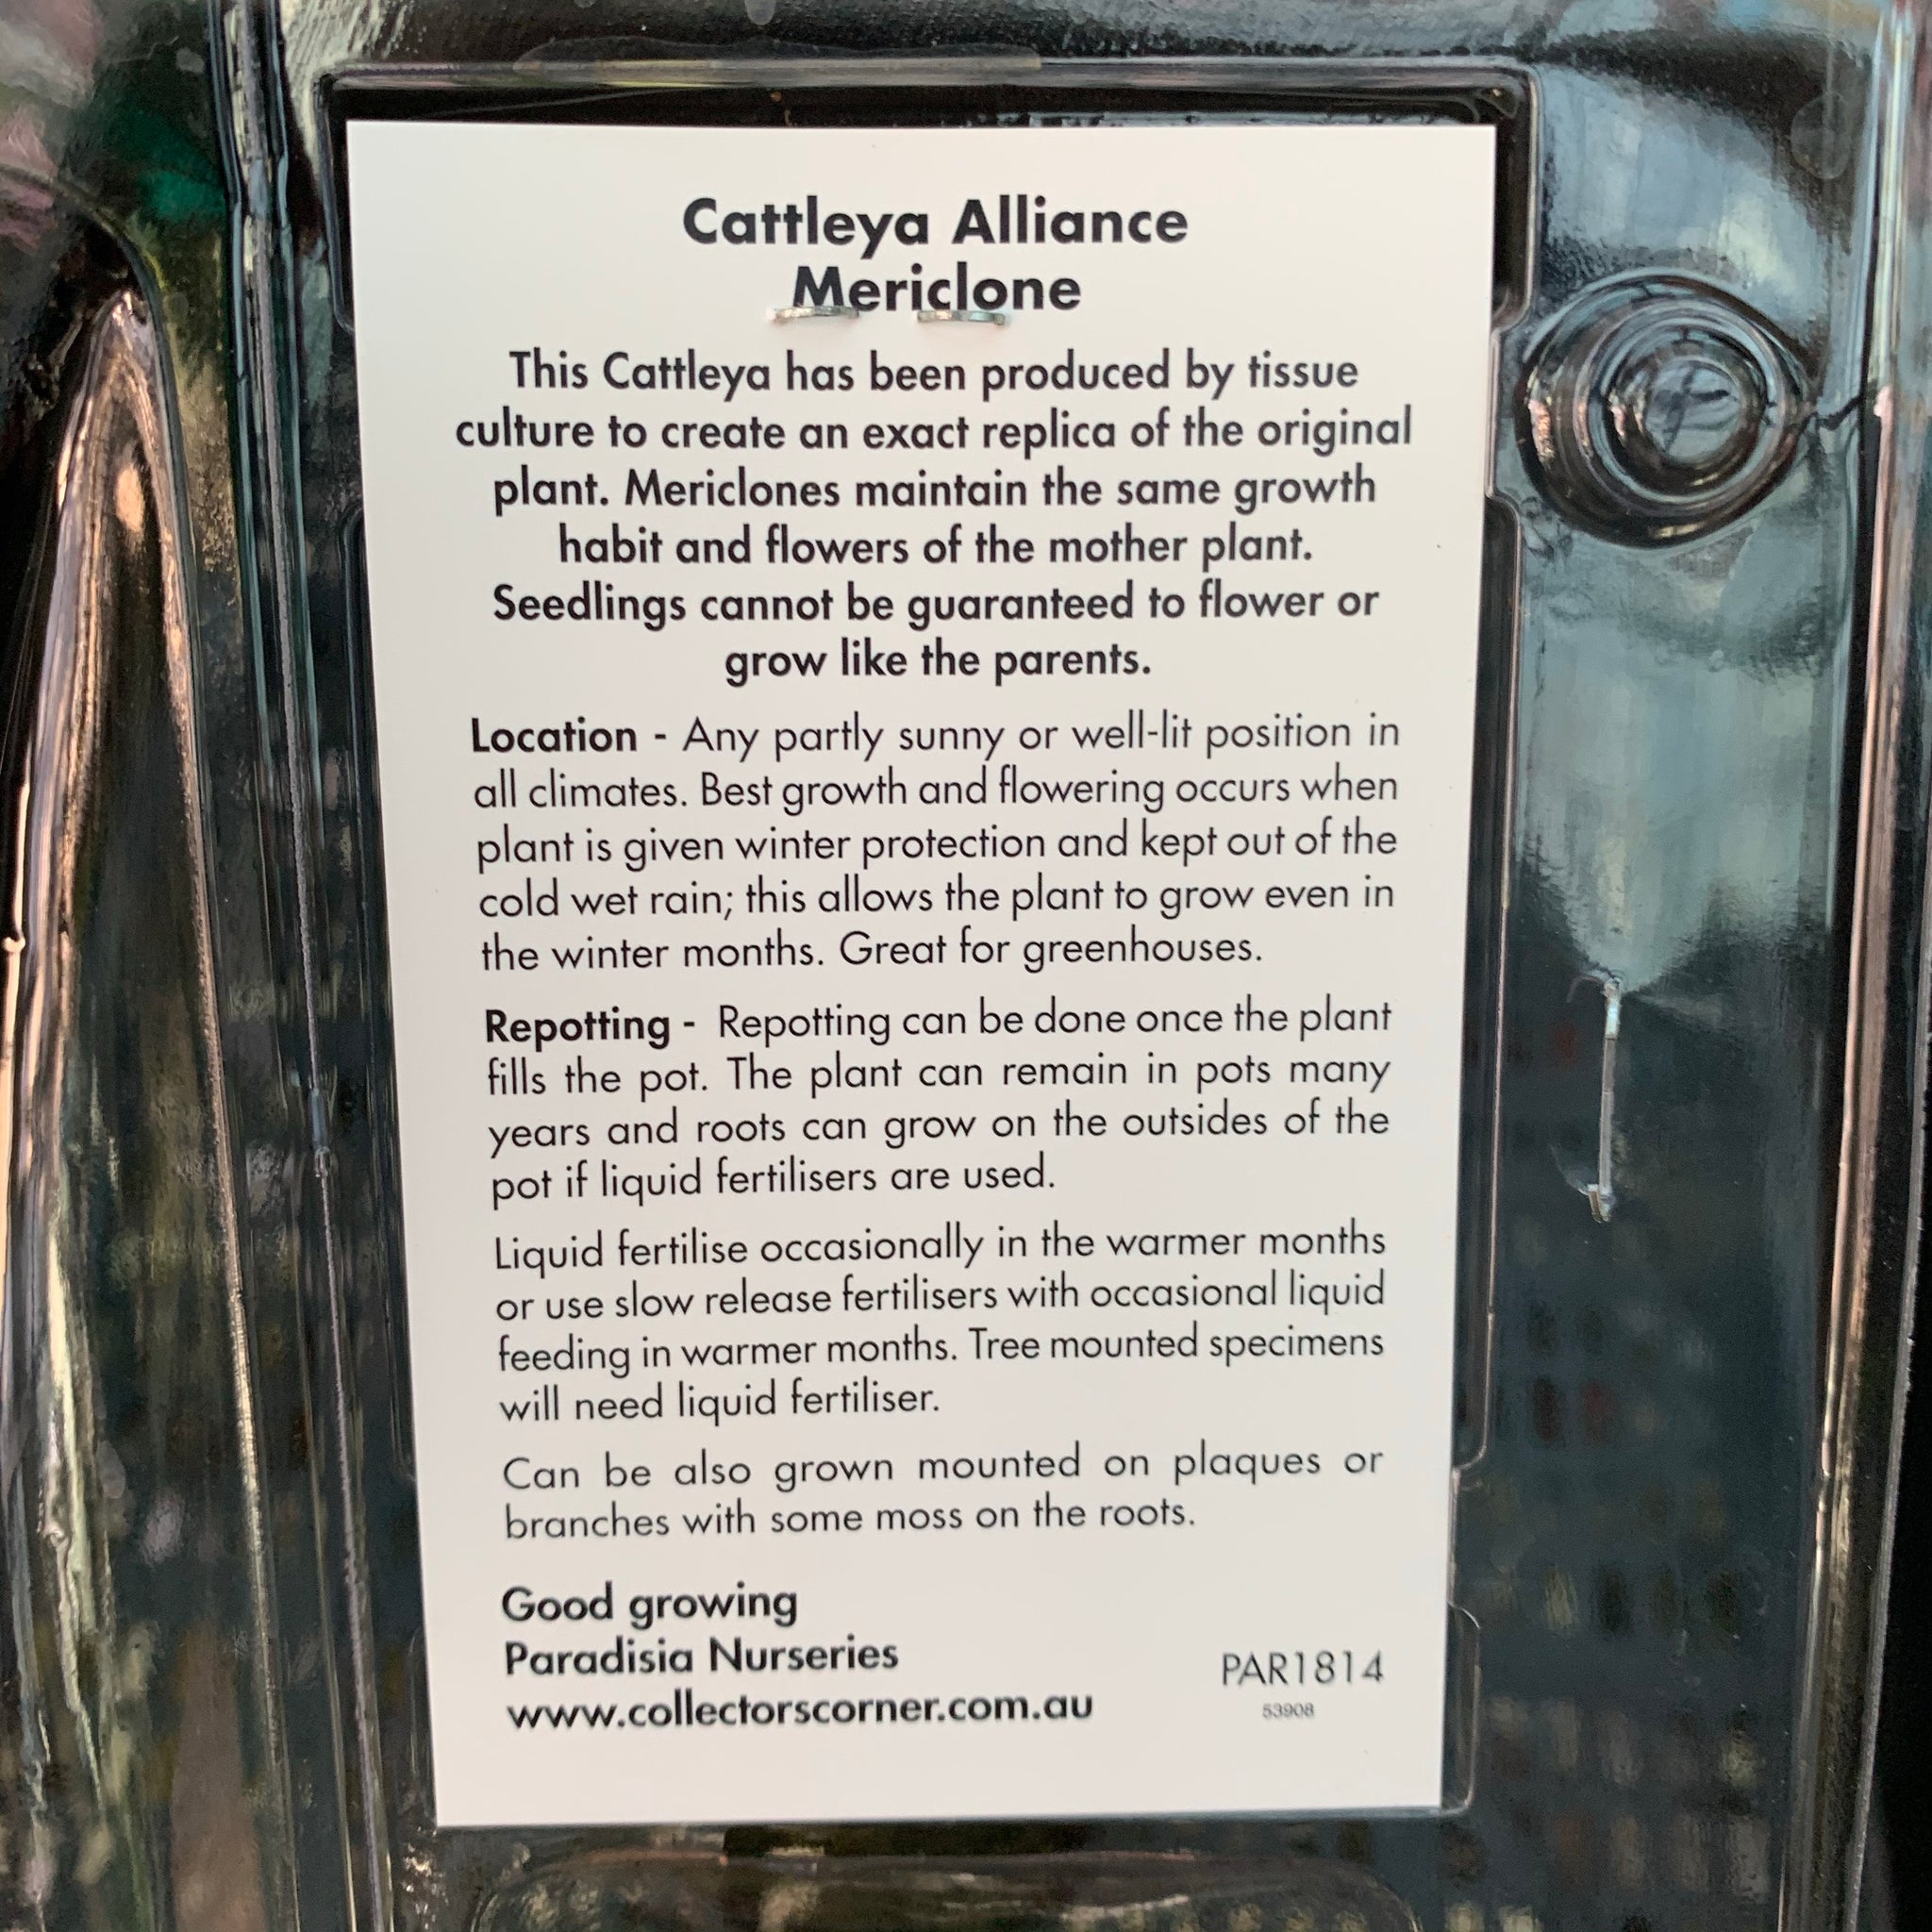 Cattleya Alliance
Mericlone
This Cattleya has been produced by tissue
culture to create an exact replica of the original
plant. Mericlones maintain the same growth
habit and flowers of the mother plant.
Seedlings cannot be guaranteed to flower or
grow like the parents.
Location - Any partly sunny or well-lit position in
all climates. Best growth and flowering occurs when
plant is given winter protection and kept out of the
cold wet rain; this allows the plant to grow even in
the winter months. Great for greenhouses.
Repotting - Repotting can be done once the plant
fills the pot. The plant can remain in pots many
years and roots can grow on the outsides of the
pot if liquid fertilisers are used.
Liquid fertilise occasionally in the warmer months
or use slow release fertilisers with occasional liquid
feeding in warmer months. Tree mounted specimens
will need liquid fertiliser.
Can be also grown mounted on plaques or
branches with some moss on the roots.
Good growing
Paradisia Nurseries
www.collectorscorner.com.au
PAR1814
53908